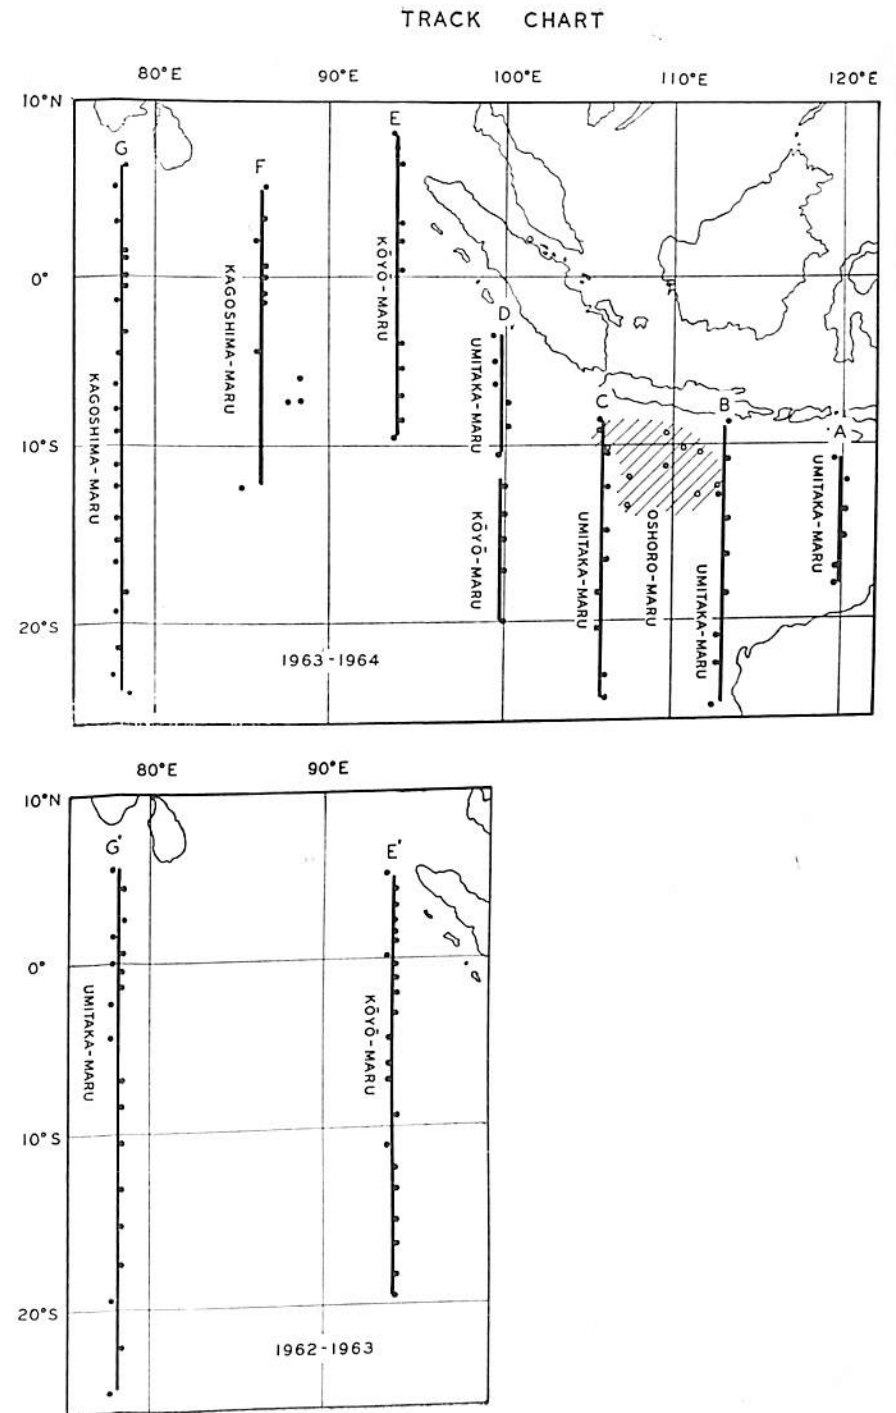 TRACK CHART
80°E 90°E 100°E 110°E 120°E
10°N
E
G
F
KŌYŌ-MARU
KAGOSHIMA-MARU
0°
D
UMITAKA-MARU
KAGOSHIMA-MARU
C
B
A
10°S
UMITAKA-MARU
KŌYŌ-MARU
UMITAKA-MARU
OSHORO-MARU
UMITAKA-MARU
20°S
1963-1964
80°E 90°E
10°N
G'
E'
0°
UMITAKA-MARU
KŌYŌ-MARU
10°S
20°S
1962-1963